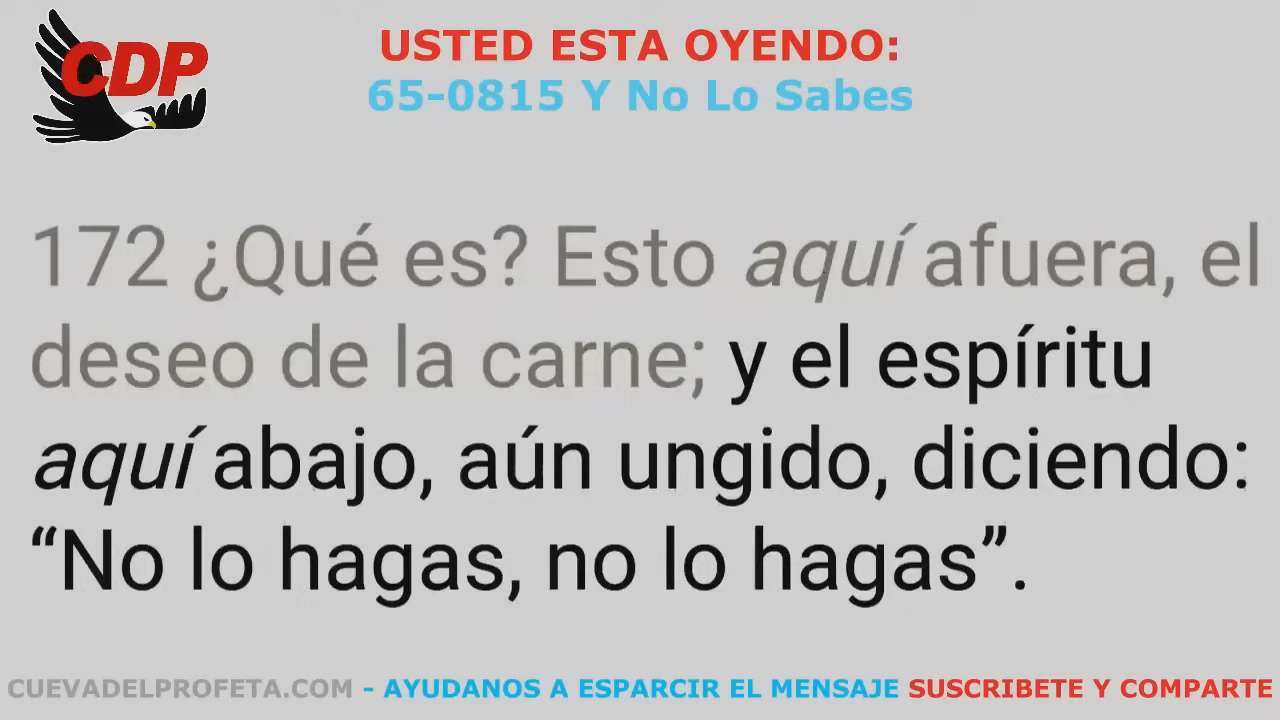 CDP
USTED ESTA OYENDO:
65-0815 Y No Lo Sabes
172 ¿Qué es? Esto aquí afuera, el
deseo de la carne; y el espíritu
aquí abajo, aún ungido, diciendo:
“No lo hagas, no lo hagas”.
CUEVADELPROFETA.COM - AYUDANOS A ESPARCIR EL MENSAJE SUSCRIBETE Y COMPARTE